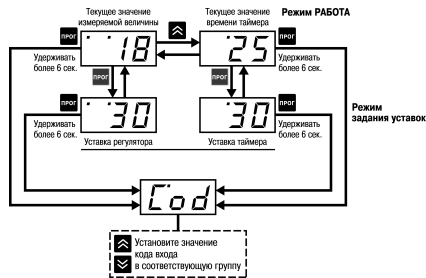 Текущее значение
измеряемой величины
Текущее значение
времени таймера
Режим РАБОТА
ПРОГ
18
25
ПРОГ
Удерживать
более 6 сек.
Удерживать
более 6 сек.
ПРОГ
ПРОГ
ПРОГ
30
30
ПРОГ
Удерживать
более 6 сек.
Удерживать
более 6 сек.
Режим
задания уставок
Уставка регулятора
Уставка таймера
Cod
Установите значение
кода входа
в соответствующую группу